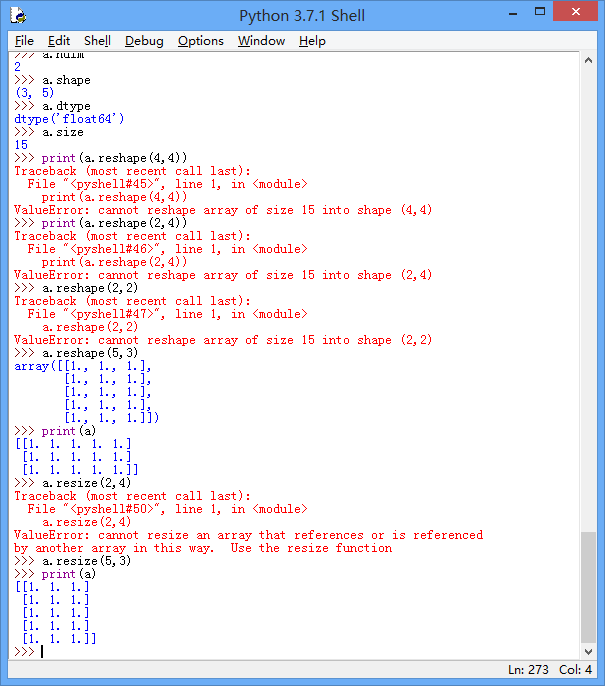 Python 3.7.1 Shell
File Edit Shell Debug Options Window Help
>>> a.ndim
2
>>> a.shape
(3, 5)
>>> a.dtype
dtype('float64')
>>> a.size
15
>>> print(a.reshape(4,4))
Traceback (most recent call last):
  File "<pyshell#45>", line 1, in <module>
    print(a.reshape(4,4))
ValueError: cannot reshape array of size 15 into shape (4,4)
>>> print(a.reshape(2,4))
Traceback (most recent call last):
  File "<pyshell#46>", line 1, in <module>
    print(a.reshape(2,4))
ValueError: cannot reshape array of size 15 into shape (2,4)
>>> a.reshape(2,2)
Traceback (most recent call last):
  File "<pyshell#47>", line 1, in <module>
    a.reshape(2,2)
ValueError: cannot reshape array of size 15 into shape (2,2)
>>> a.reshape(5,3)
array([[1., 1., 1.],
       [1., 1., 1.],
       [1., 1., 1.],
       [1., 1., 1.],
       [1., 1., 1.]])
>>> print(a)
[[1. 1. 1. 1. 1.]
 [1. 1. 1. 1. 1.]
 [1. 1. 1. 1. 1.]]
>>> a.resize(2,4)
Traceback (most recent call last):
  File "<pyshell#50>", line 1, in <module>
    a.resize(2,4)
ValueError: cannot resize an array that references or is referenced
by another array in this way.  Use the resize function
>>> a.resize(5,3)
>>> print(a)
[[1. 1. 1.]
 [1. 1. 1.]
 [1. 1. 1.]
 [1. 1. 1.]
 [1. 1. 1.]]
>>>
Ln: 273 Col: 4